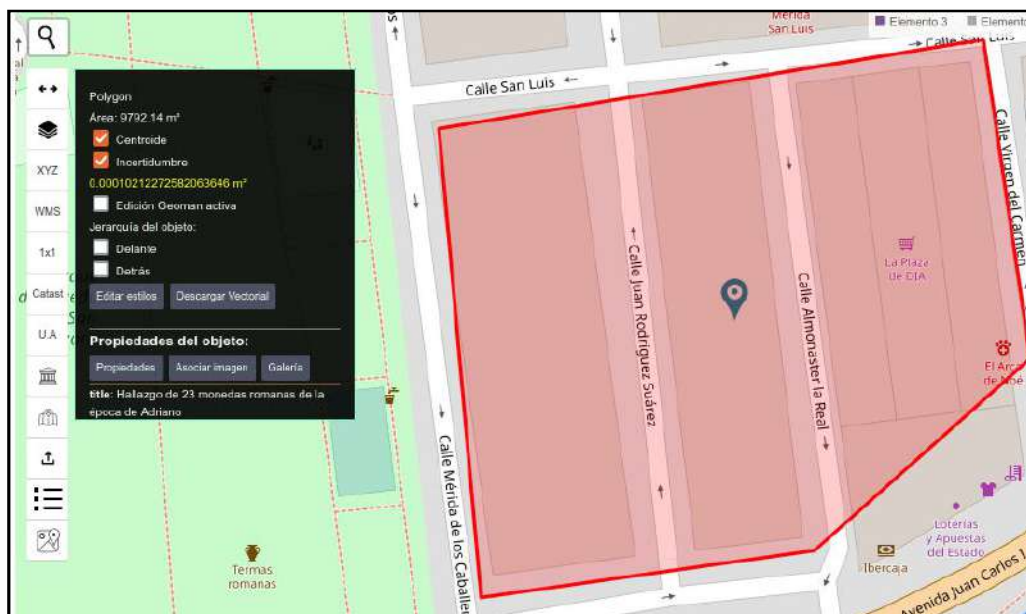 Mérida
San Luis
Elemento 3
Elemento
Calle San Luis
Calle San Luis
Polygon
Área: 9792.14 m²
Centroide
Incertidumbre
0.00010212272582063646 m²
Edición Geoman activa
Jerarquía del objeto:
Delante
Detrás
Editar estilos
Descargar Vectorial
Propiedades del objeto:
Propiedades
Asociar imagen
Galería
title: Hallazgo de 23 monedas romanas de la
época de Adriano
XYZ
WMS
1x1
Catast
U.A
Calle Mérida de los Caballer
Calle Juan Rodriguez Suárez
Calle Almonaster la Real
Calle Virgen del Carmen
La Plaza
de DIA
El Arca
de Noé
Loterías
y Apuestas
del Estado
Ibercaja
Avenida Juan Carlos I
Termas
romanas